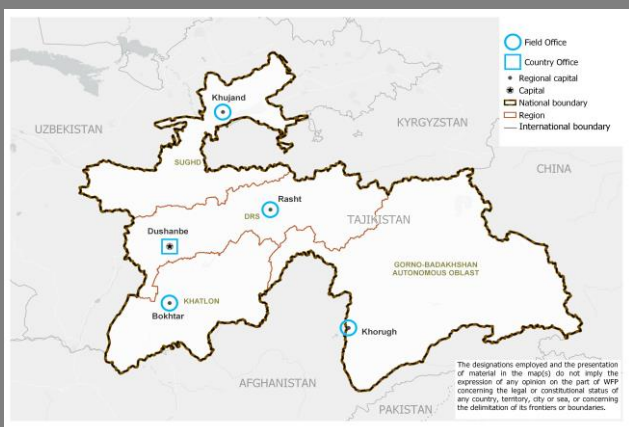 Field Office
Country Office
Regional capital
Capital
National boundary
Region
International boundary
Khujand
UZBEKISTAN
KYRGYZSTAN
CHINA
SUGHD
Rasht
DRS
TAJIKISTAN
Dushanbe
GORNO-BADAKHSHAN
AUTONOMOUS OBLAST
KHATLON
Bokhtar
Khorugh
AFGHANISTAN
PAKISTAN
The designations employed and the presentation
of material in the map(s) do not imply the
expression of any opinion on the part of WFP
concerning the legal or constitutional status of
any country, territory, city or sea, or concerning
the delimitation of its frontiers or boundaries.